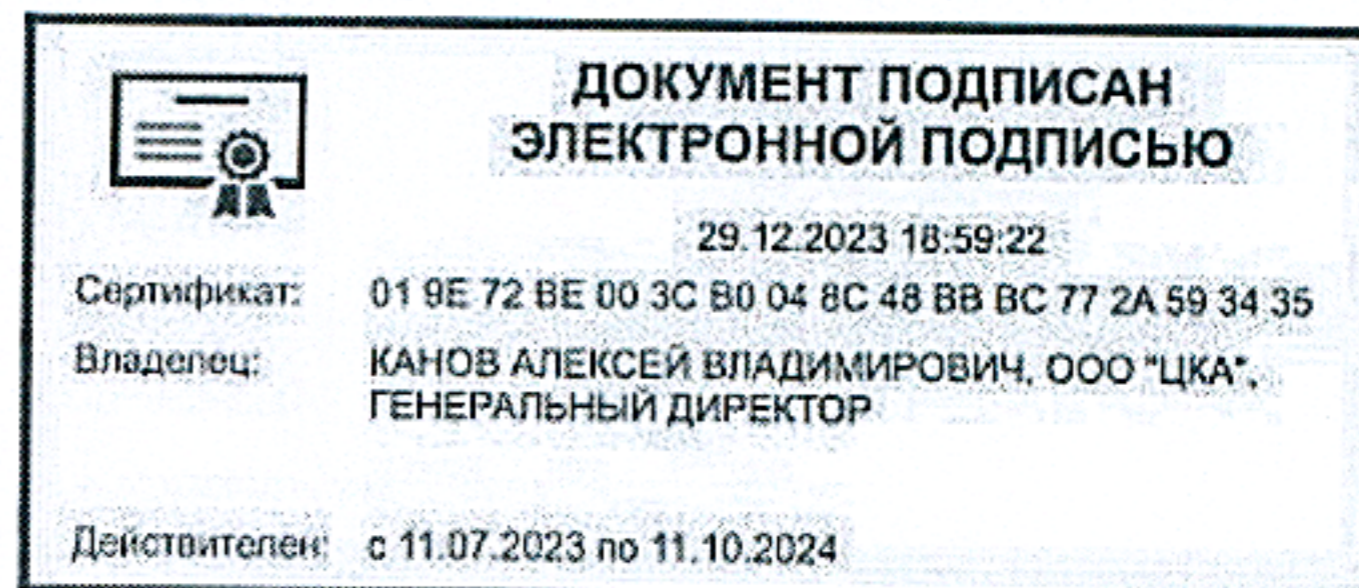 ДОКУМЕНТ ПОДПИСАН
ЭЛЕКТРОННОЙ ПОДПИСЬЮ
29.12.2023 18:59:22
Сертификат: 01 9E 72 BE 00 3C B0 04 8C 48 BB BC 77 2A 59 34 35
Владелец: КАНОВ АЛЕКСЕЙ ВЛАДИМИРОВИЧ, ООО "ЦКА",
ГЕНЕРАЛЬНЫЙ ДИРЕКТОР
Действителен: с 11.07.2023 по 11.10.2024